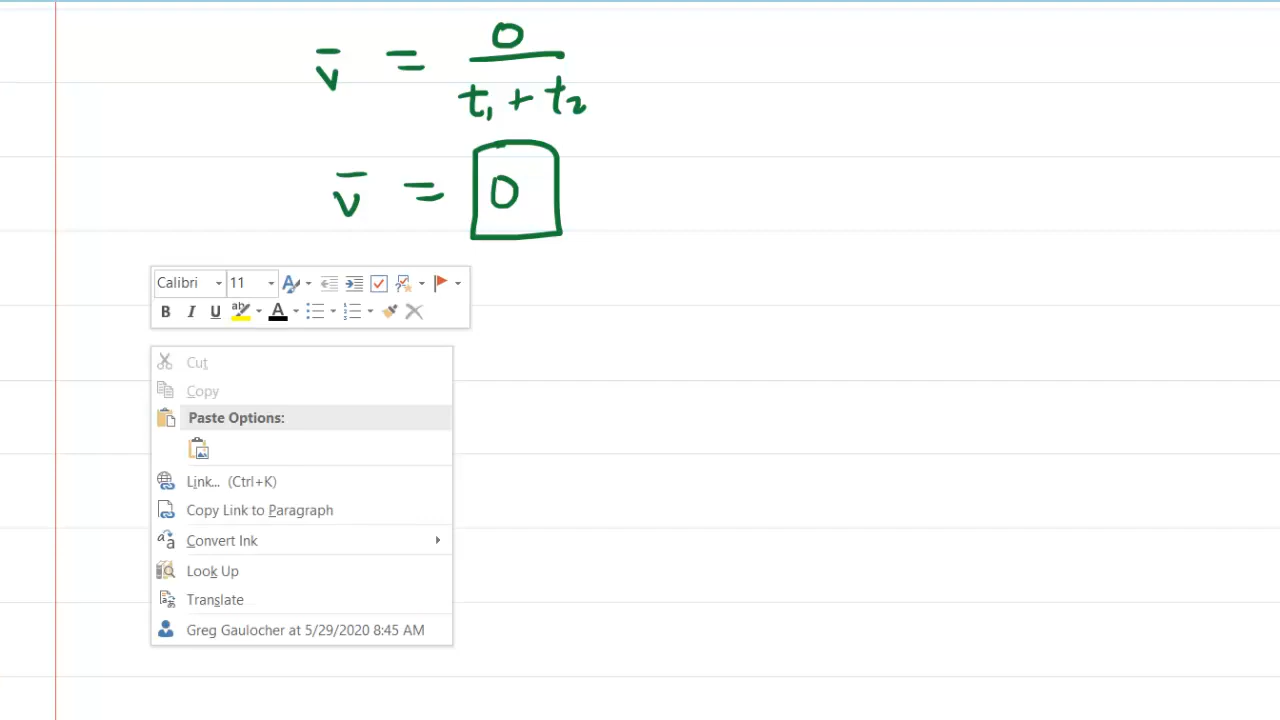 v̄ = 0 / t₁ + t₂
v̄ = 0
Calibri 11
B I U ab A
Cut
Copy
Paste Options:
Link... (Ctrl+K)
Copy Link to Paragraph
Convert Ink
Look Up
Translate
Greg Gaulocher at 5/29/2020 8:45 AM